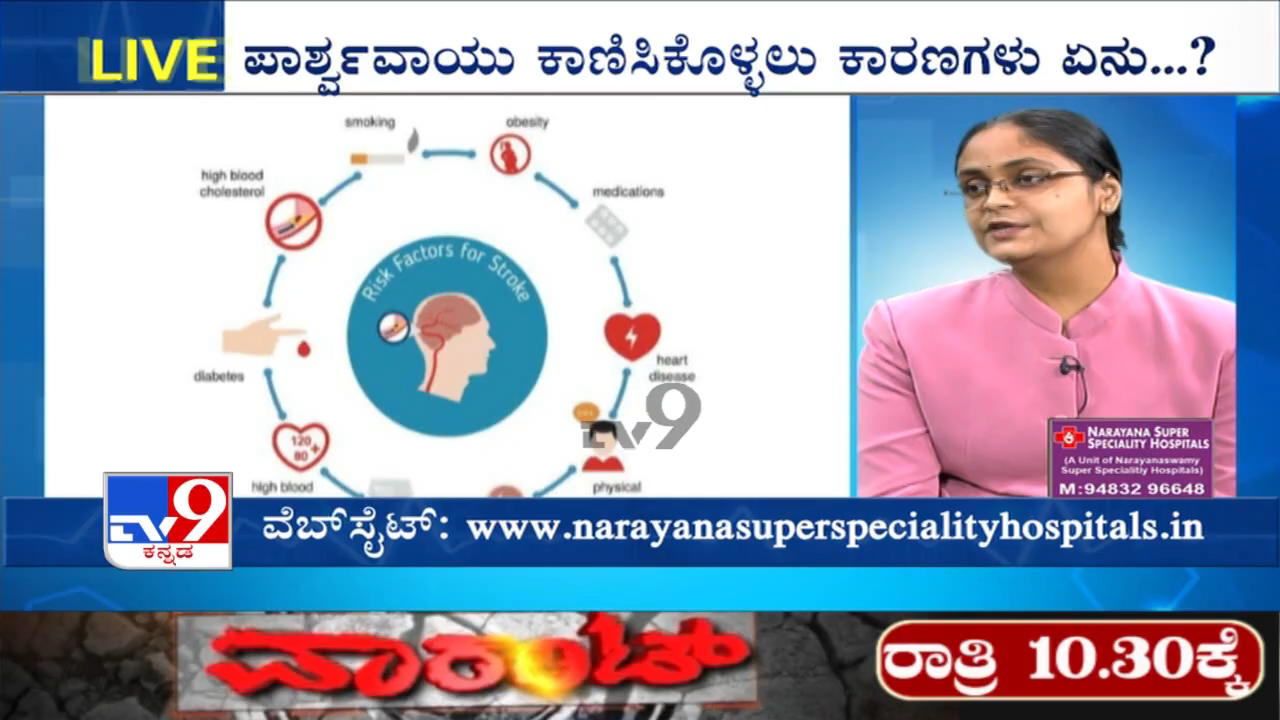 LIVE
ಪಾರ್ಶ್ವವಾಯು ಕಾಣಿಸಿಕೊಳ್ಳಲು ಕಾರಣಗಳು ಏನು...?
smoking
obesity
high blood
cholesterol
medications
Risk Factors for Stroke
diabetes
heart
disease
TV9
120
80
high blood
physical
NARAYANA SUPER
SPECIALITY HOSPITALS
(A Unit of Narayanaswamy
Super Speciality Hospitals)
M:94832 96648
TV9
ಕನ್ನಡ
ವೆಬ್‌ಸೈಟ್: www.narayanasuperspecialityhospitals.in
ವಾರಂಟ್
ರಾತ್ರಿ 10.30ಕ್ಕೆ